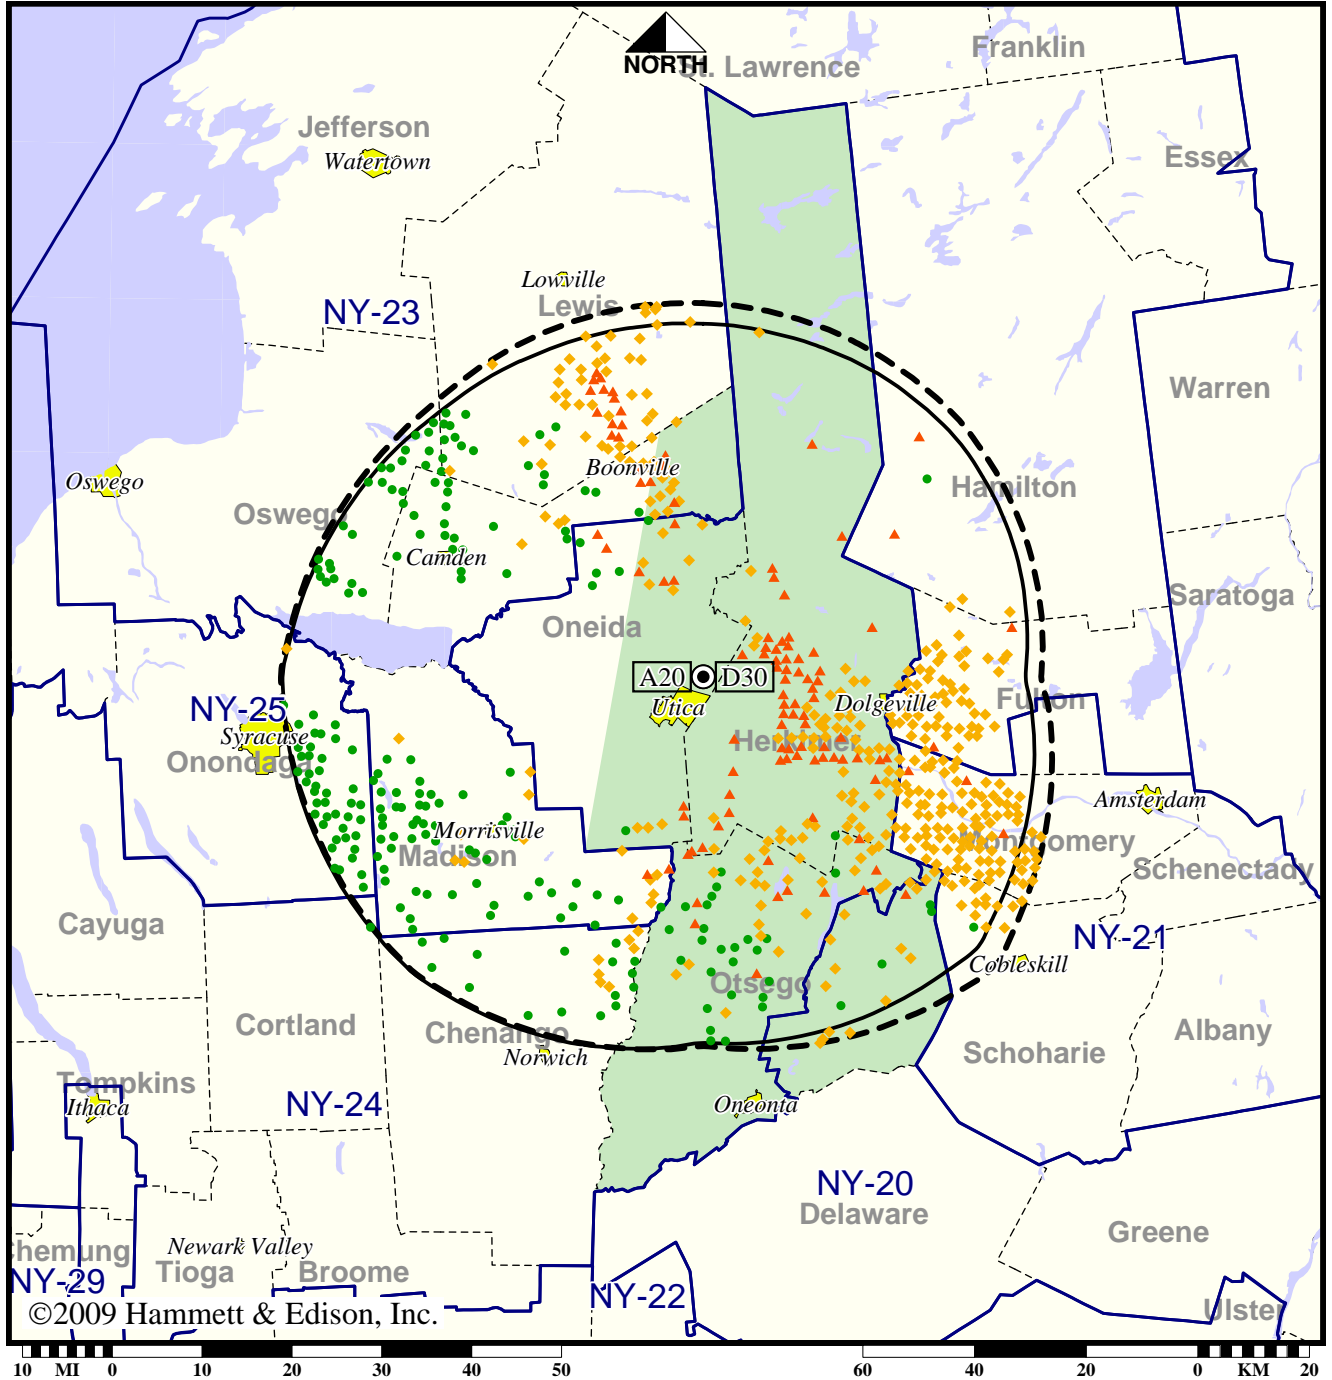 NORTH
St. Lawrence
Franklin
Jefferson
Watertown
Essex
Lowville
Lewis
NY-23
Warren
Oswego
Boonville
Hamilton
Oswego
Camden
Saratoga
Oneida
A20
D30
Utica
Dolgeville
Fulton
NY-25
Syracuse
Onondaga
Herkimer
Amsterdam
Morrisville
Madison
Montgomery
Schenectady
Cayuga
NY-21
Cobleskill
Otsego
Cortland
Chenango
Norwich
Schoharie
Albany
Tompkins
Ithaca
NY-24
Oneonta
NY-20
Delaware
Greene
Newark Valley
Chemung
Tioga
Broome
NY-29
NY-22
Ulster
©2009 Hammett & Edison, Inc.
10 MI 0 10 20 30 40 50
60 40 20 0 KM 20